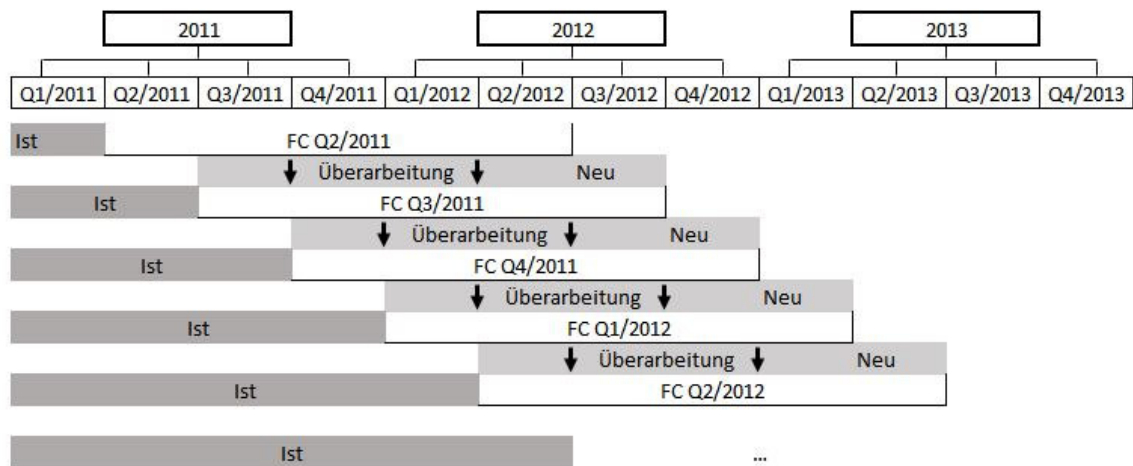 2011 2012 2013
Q1/2011 Q2/2011 Q3/2011 Q4/2011 Q1/2012 Q2/2012 Q3/2012 Q4/2012 Q1/2013 Q2/2013 Q3/2013 Q4/2013
Ist FC Q2/2011
Überarbeitung Neu
Ist FC Q3/2011
Überarbeitung Neu
Ist FC Q4/2011
Überarbeitung Neu
Ist FC Q1/2012
Überarbeitung Neu
Ist FC Q2/2012
Ist ...